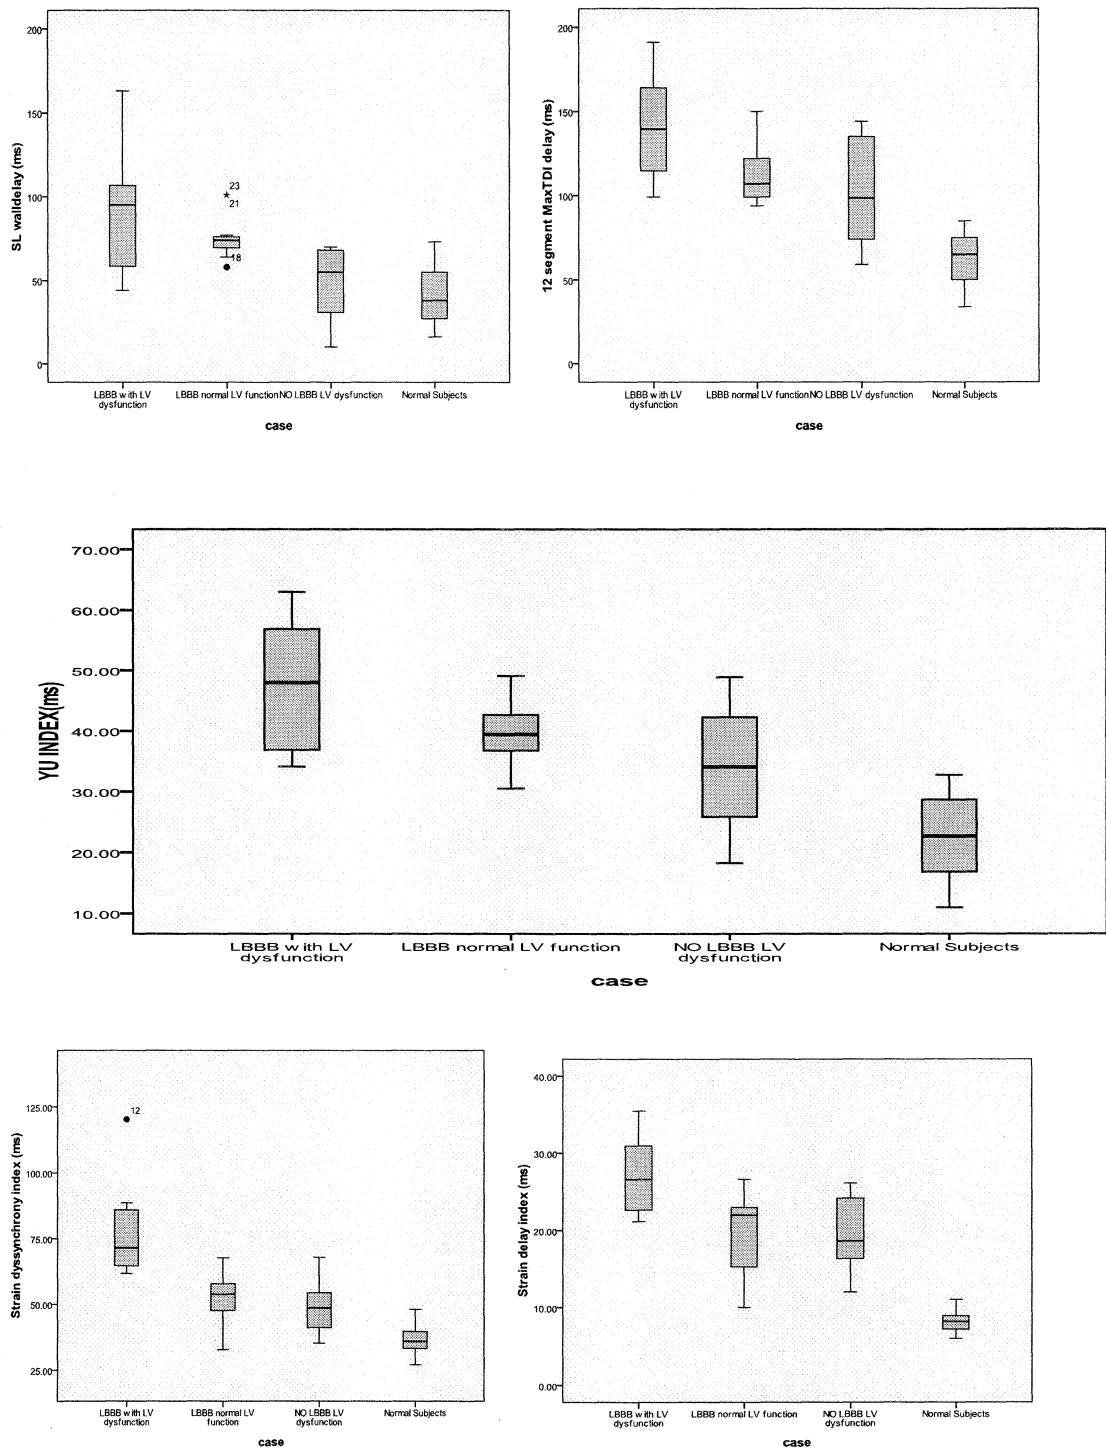 200
150
100
50
0
SL walldelay (ms)
23
21
18
LBBB with LV
dysfunction
LBBB normal LV function
NO LBBB LV dysfunction
Normal Subjects
case
200
150
100
50
0
12 segment MaxTDI delay (ms)
LBBB with LV
dysfunction
LBBB normal LV function
NO LBBB LV dysfunction
Normal Subjects
case
70.00
60.00
50.00
40.00
30.00
20.00
10.00
YU INDEX(ms)
LBBB with LV
dysfunction
LBBB normal LV function
NO LBBB LV
dysfunction
Normal Subjects
case
125.00
100.00
75.00
50.00
25.00
Strain dyssynchrony index (ms)
12
LBBB with LV
dysfunction
LBBB normal LV
function
NO LBBB LV
dysfunction
Normal Subjects
case
40.00
30.00
20.00
10.00
0.00
Strain delay index (ms)
LBBB with LV
dysfunction
LBBB normal LV function
NO LBBB LV
dysfunction
Normal Subjects
case